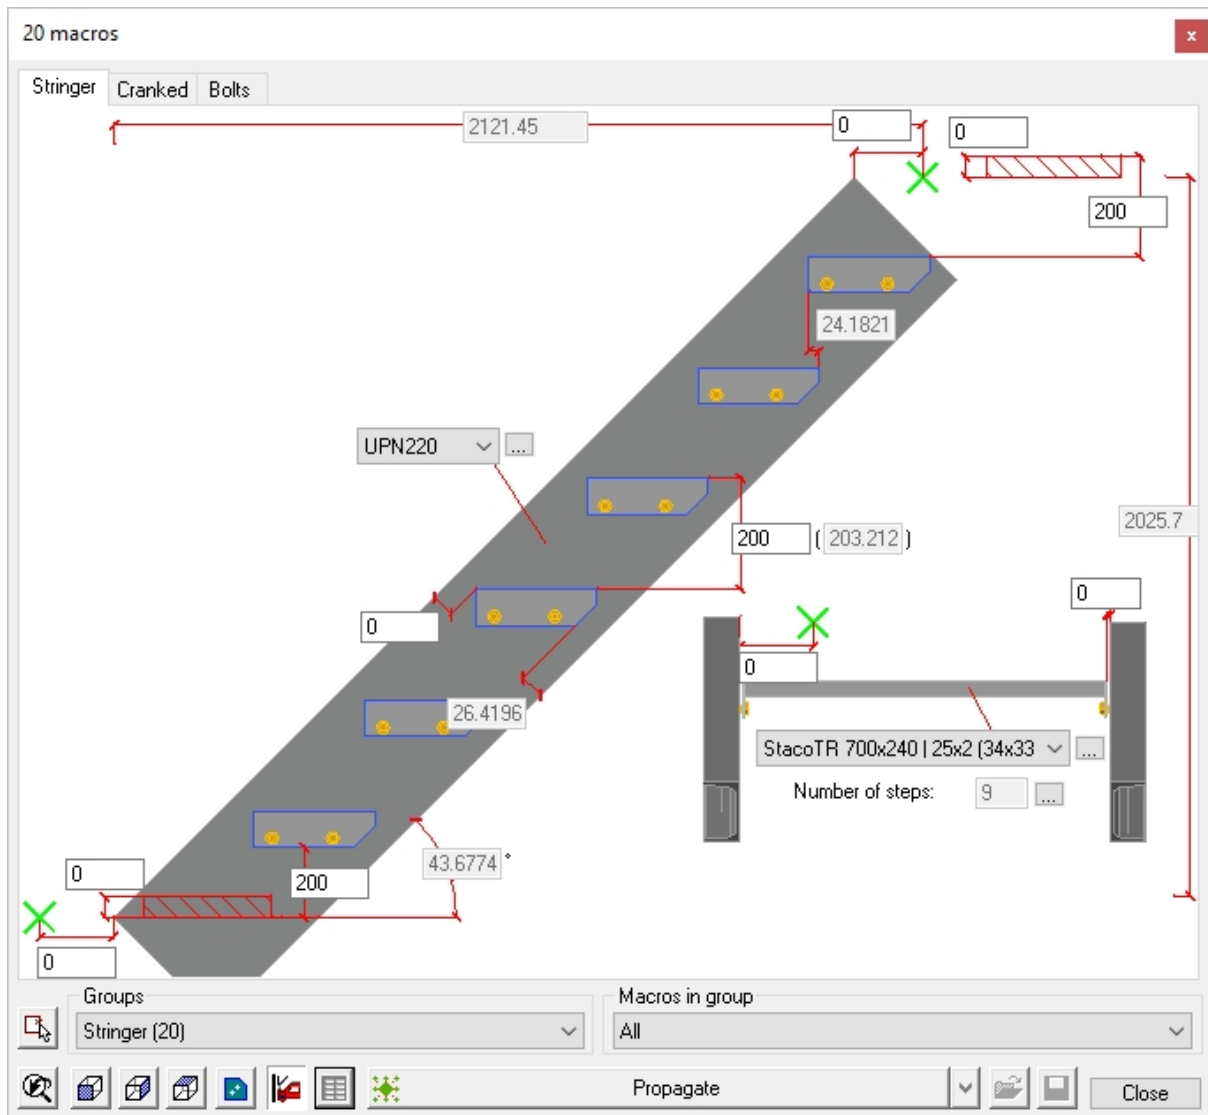 20 macros
x
Stringer Cranked Bolts
2121.45
0
0
200
24.1821
UPN220 ...
2025.7
200 ( 203.212 )
0
0
0
26.4196
StacoTR 700x240 | 25x2 (34x33 ...
Number of steps: 9 ...
43.6774 °
0
200
0
Groups
Stringer (20)
Macros in group
All
Propagate
Close